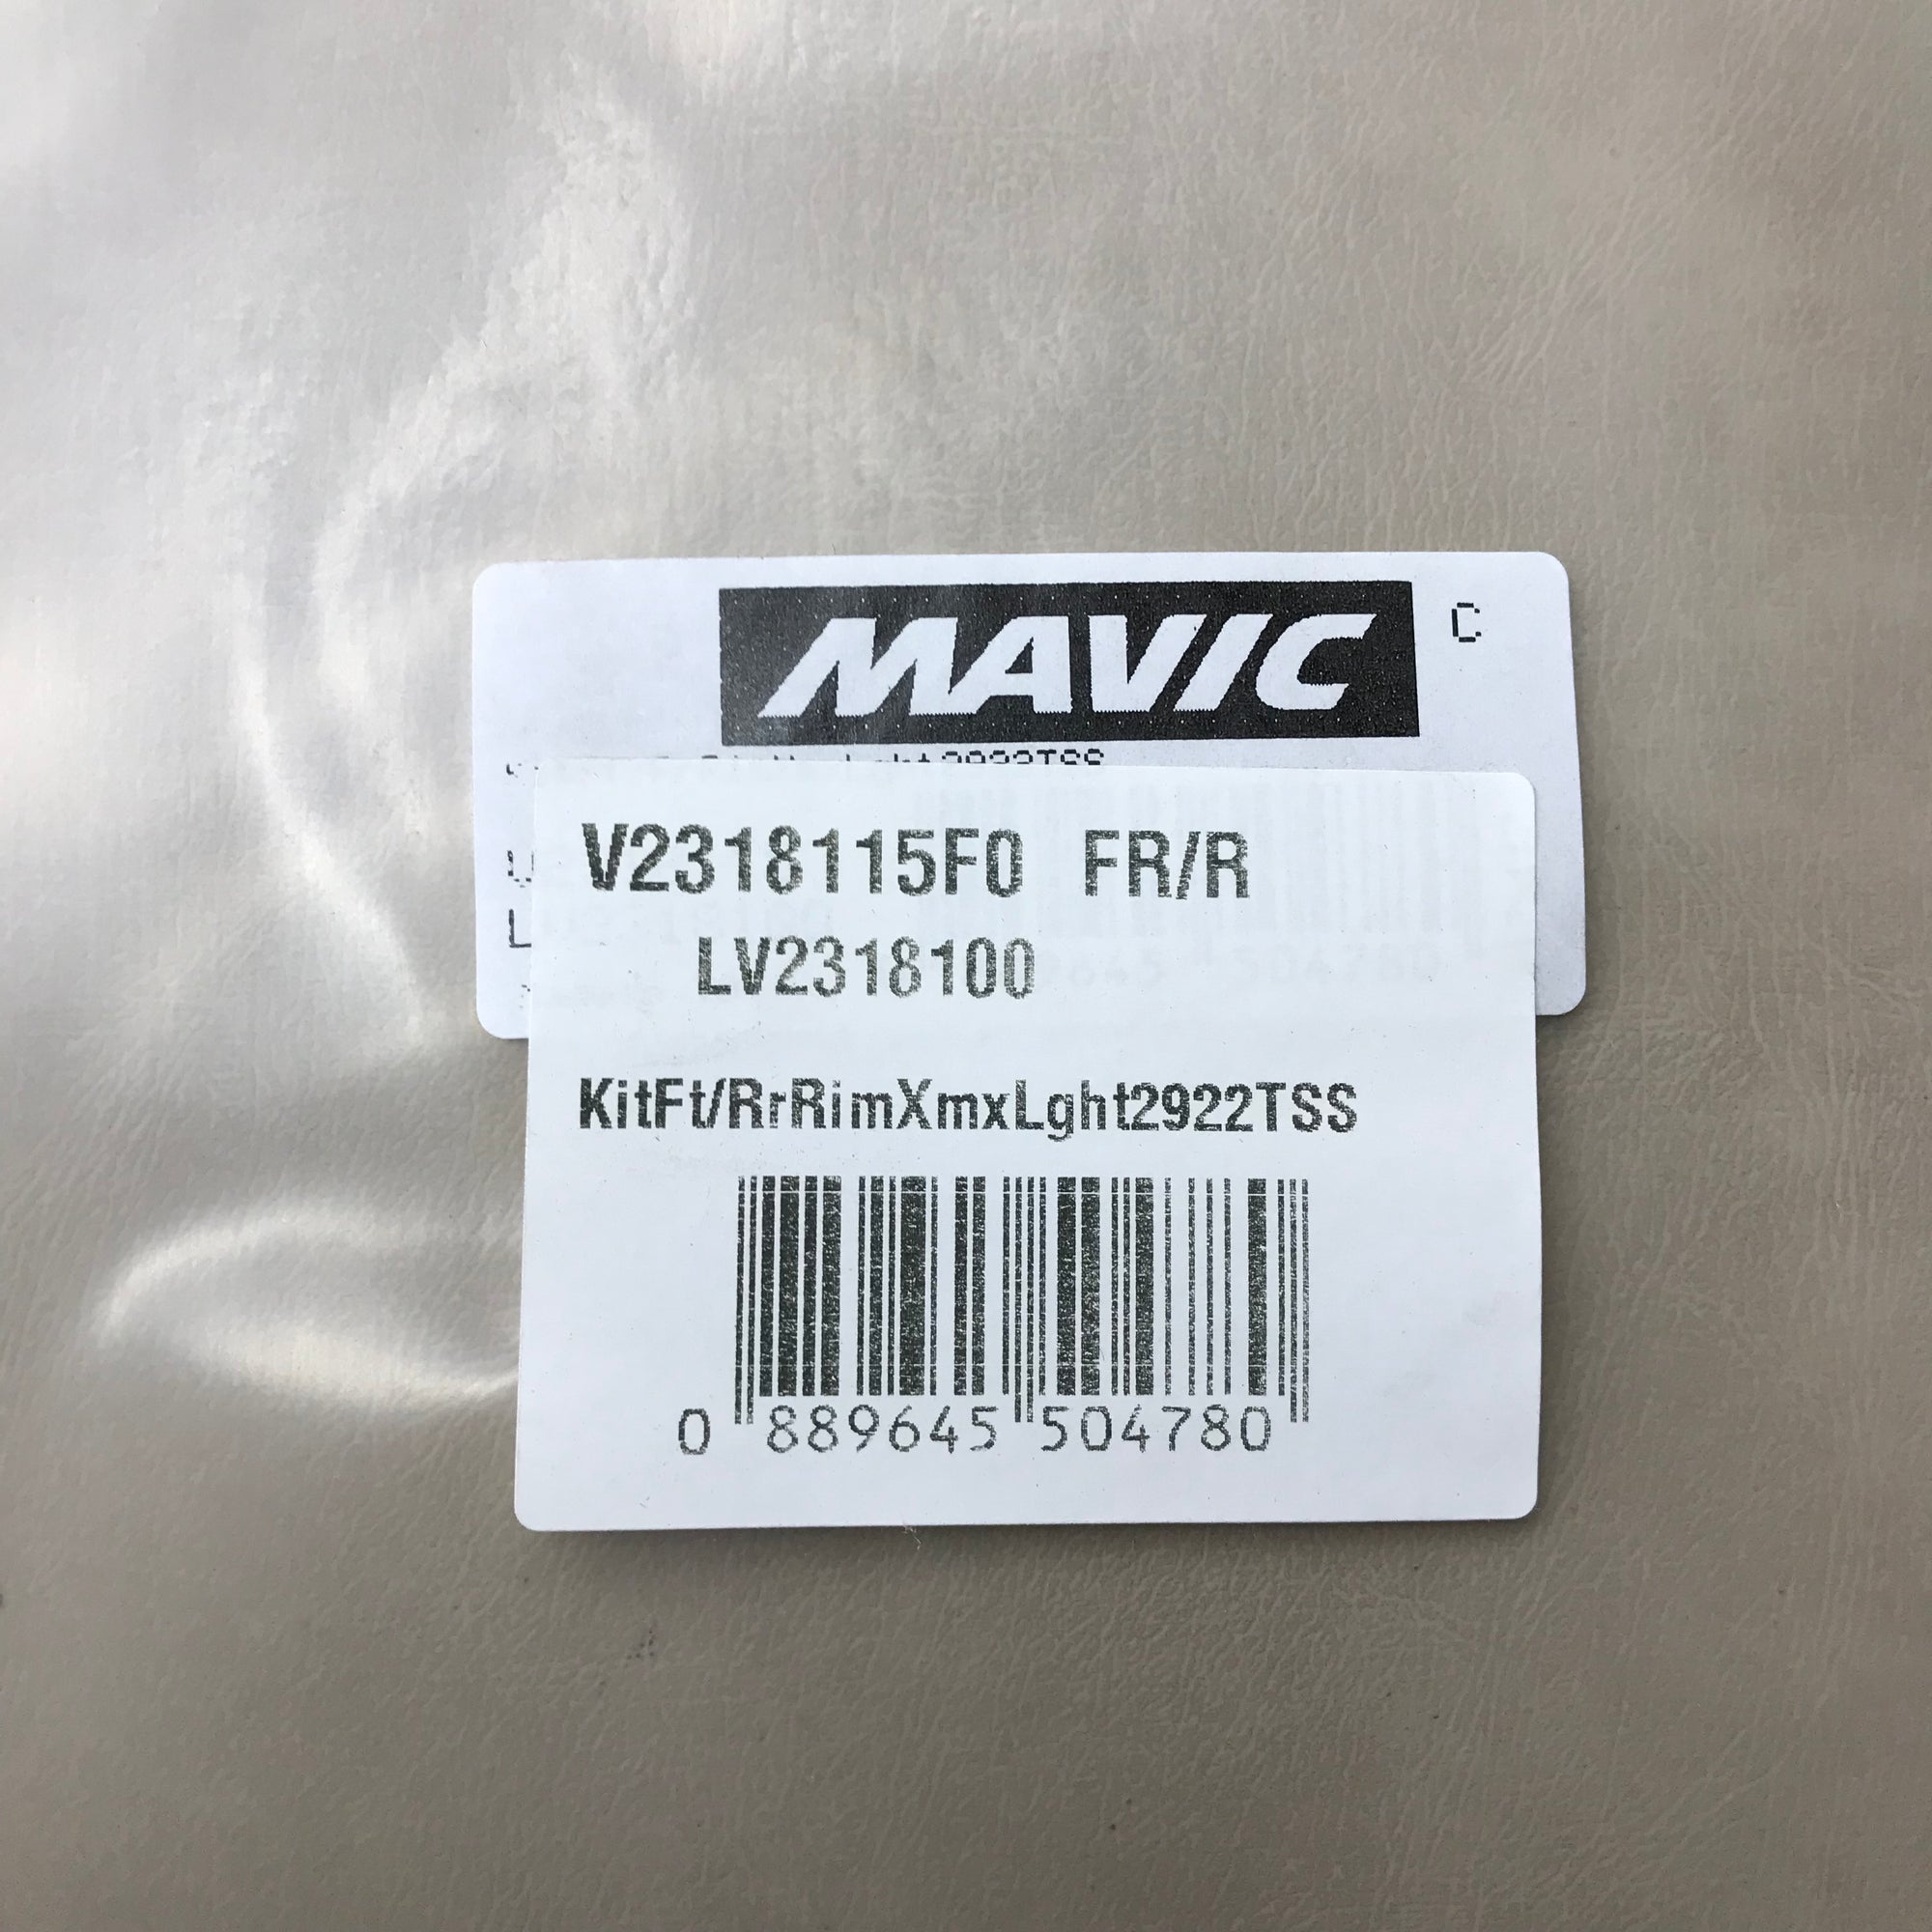 MAVIC C
V2318115F0 FR/R
LV2318100
KitFt/RrRimXmxLght2922TSS
0 889645 504780